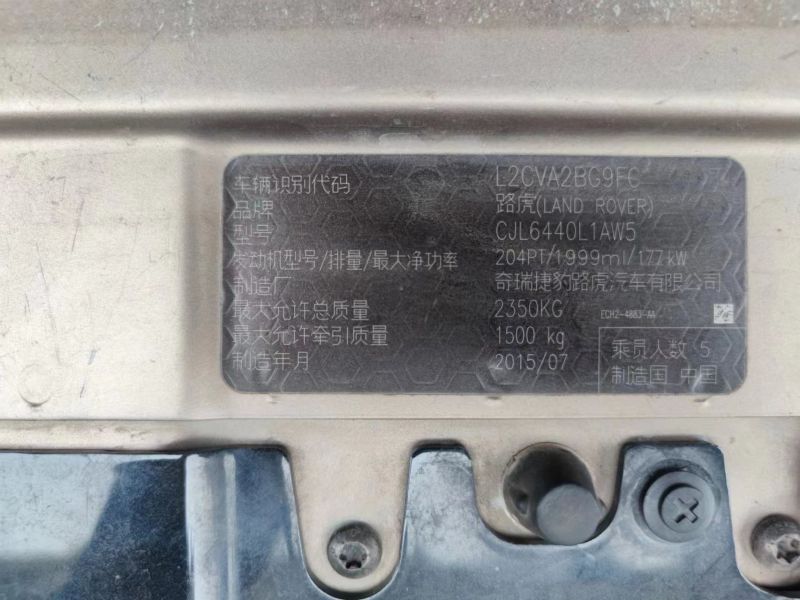 车辆识别代码 L2CVA2BG9FC
品牌 路虎(LAND ROVER)
型号 CJL6440L1AW5
发动机型号/排量/最大净功率 204PT/1999ml/177kW
制造厂 奇瑞捷豹路虎汽车有限公司
最大允许总质量 2350KG
ECH2-4883-AA
最大允许牵引质量 1500 kg
制造年月 2015/07
乘员人数 5
制造国 中国